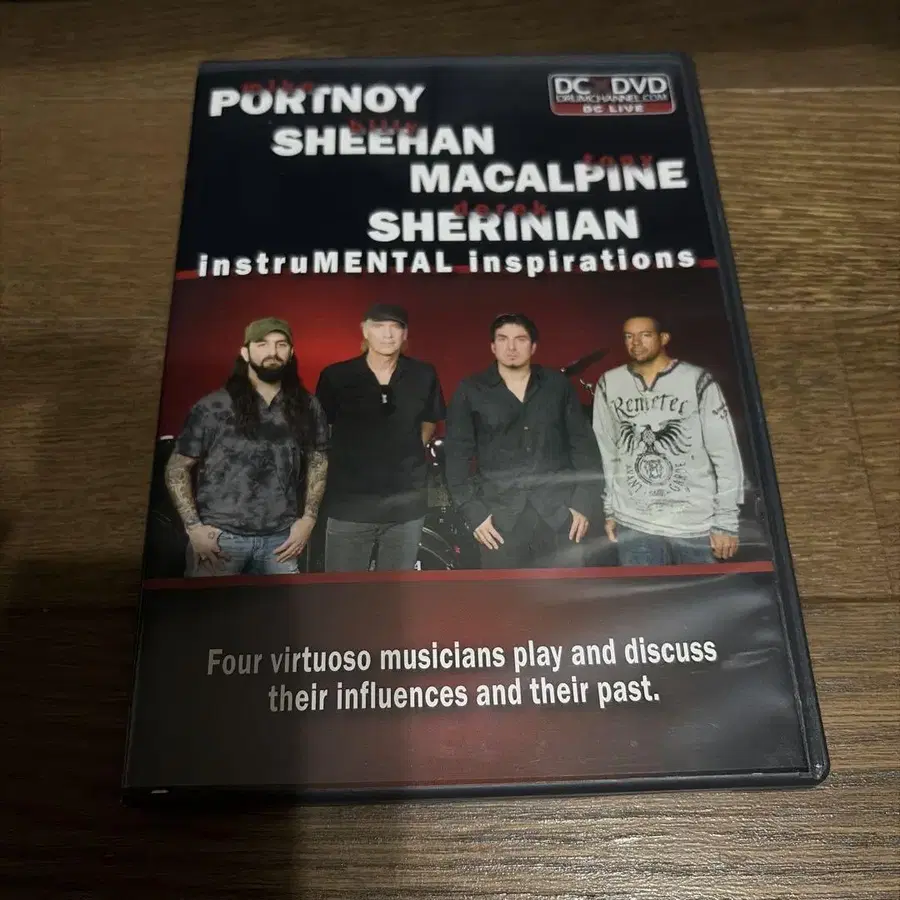 mike
PORTNOY
billy
SHEEHAN
tony
MACALPINE
derek
SHERINIAN
instruMENTAL inspirations
DC DVD
DRUMCHANNEL.COM
DC LIVE
Four virtuoso musicians play and discuss
their influences and their past.